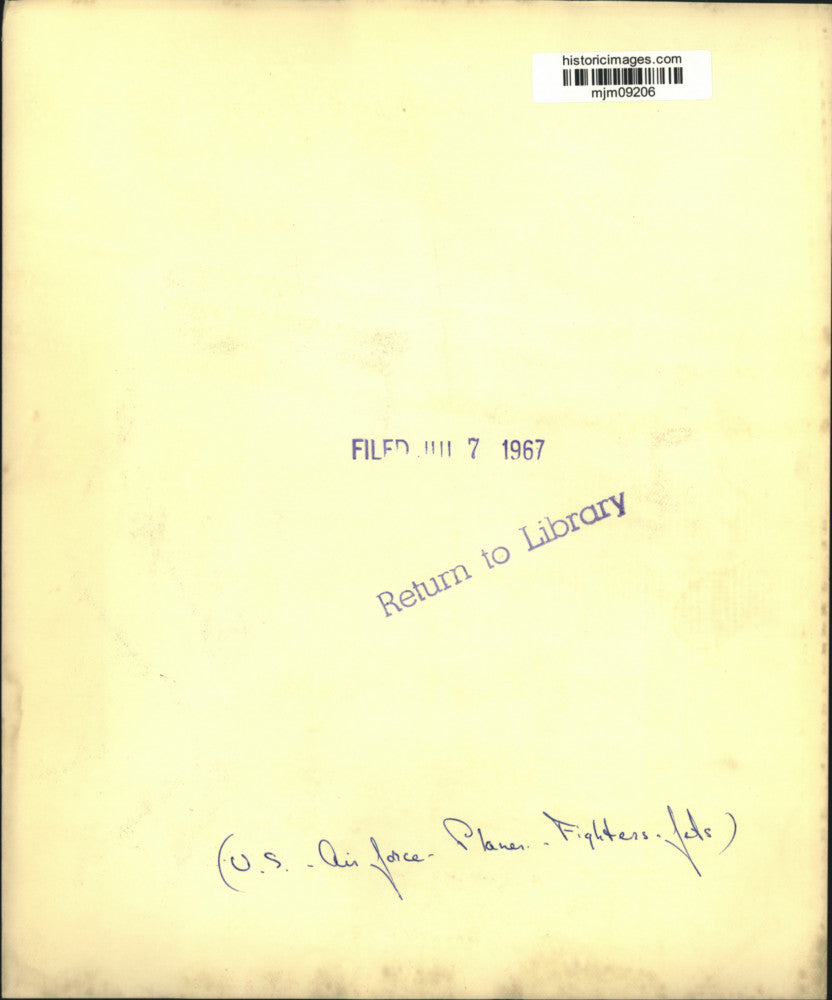 historicimages.com
mjm09206
FILED JUL 7 1967
Return to Library
(U.S. - Air force - Planes - Fighters - Jets)